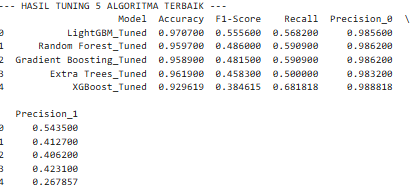 --- HASIL TUNING 5 ALGORITMA TERBAIK ---
Model Accuracy F1-Score Recall Precision_0 \
0 LightGBM_Tuned 0.970700 0.555600 0.568200 0.985600
1 Random Forest_Tuned 0.959700 0.486000 0.590900 0.986200
2 Gradient Boosting_Tuned 0.958900 0.481500 0.590900 0.986200
3 Extra Trees_Tuned 0.961900 0.458300 0.500000 0.983200
4 XGBoost_Tuned 0.929619 0.384615 0.681818 0.988818
Precision_1
0 0.543500
1 0.412700
2 0.406200
3 0.423100
4 0.267857